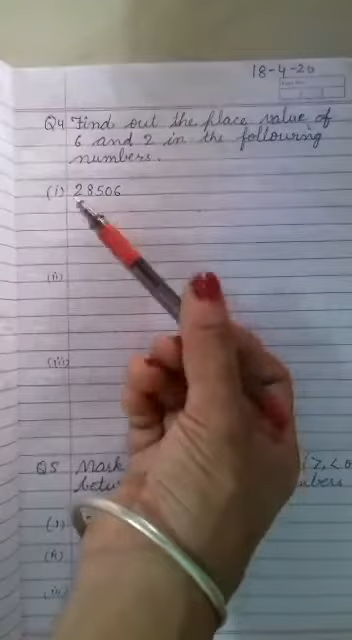 18-4-20
Q4 Find out the place value of
6 and 2 in the following
numbers.
(i) 28506
(ii)
(iii)
Q5 Mark >, <
betw
(i)
(ii)